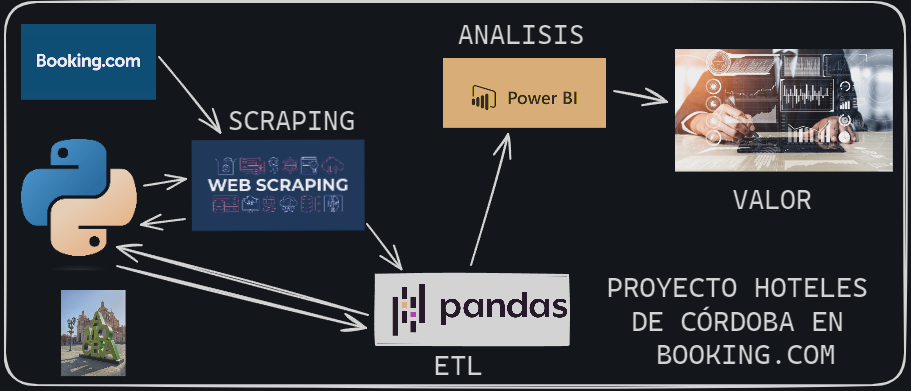 ANALISIS
Booking.com
Power BI
SCRAPING
WEB SCRAPING
VALOR
pandas
PROYECTO HOTELES
DE CÓRDOBA EN
BOOKING.COM
ETL